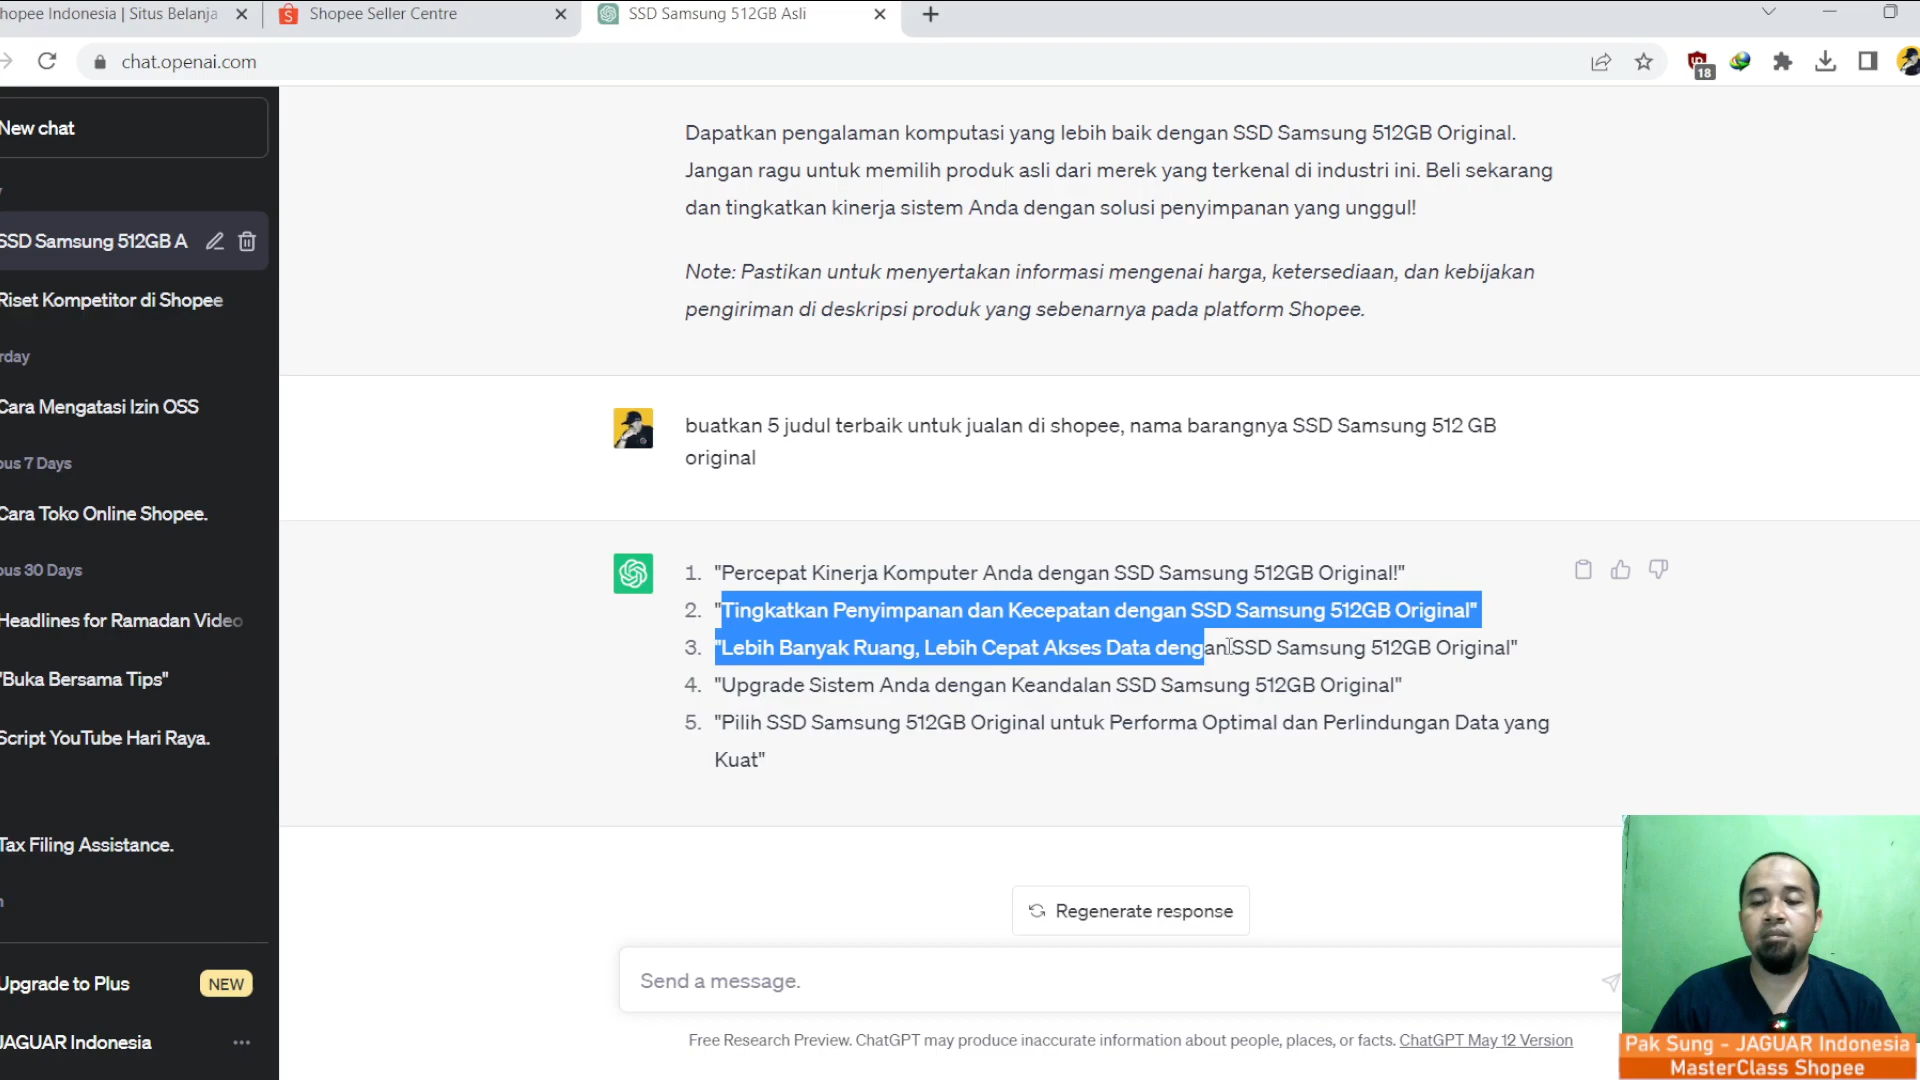 hopee Indonesia | Situs Belanja
Shopee Seller Centre
SSD Samsung 512GB Asli
chat.openai.com
18
New chat
SSD Samsung 512GB A
Riset Kompetitor di Shopee
rday
Cara Mengatasi Izin OSS
ous 7 Days
Cara Toko Online Shopee.
ous 30 Days
Headlines for Ramadan Video
"Buka Bersama Tips"
Script YouTube Hari Raya.
Tax Filing Assistance.
Upgrade to Plus
NEW
JAGUAR Indonesia
Dapatkan pengalaman komputasi yang lebih baik dengan SSD Samsung 512GB Original.
Jangan ragu untuk memilih produk asli dari merek yang terkenal di industri ini. Beli sekarang
dan tingkatkan kinerja sistem Anda dengan solusi penyimpanan yang unggul!
Note: Pastikan untuk menyertakan informasi mengenai harga, ketersediaan, dan kebijakan
pengiriman di deskripsi produk yang sebenarnya pada platform Shopee.
buatkan 5 judul terbaik untuk jualan di shopee, nama barangnya SSD Samsung 512 GB
original
1. "Percepat Kinerja Komputer Anda dengan SSD Samsung 512GB Original!"
2. "Tingkatkan Penyimpanan dan Kecepatan dengan SSD Samsung 512GB Original"
3. "Lebih Banyak Ruang, Lebih Cepat Akses Data dengan SSD Samsung 512GB Original"
4. "Upgrade Sistem Anda dengan Keandalan SSD Samsung 512GB Original"
5. "Pilih SSD Samsung 512GB Original untuk Performa Optimal dan Perlindungan Data yang
Kuat"
Regenerate response
Send a message.
Free Research Preview. ChatGPT may produce inaccurate information about people, places, or facts. ChatGPT May 12 Version
Pak Sung - JAGUAR Indonesia
MasterClass Shopee